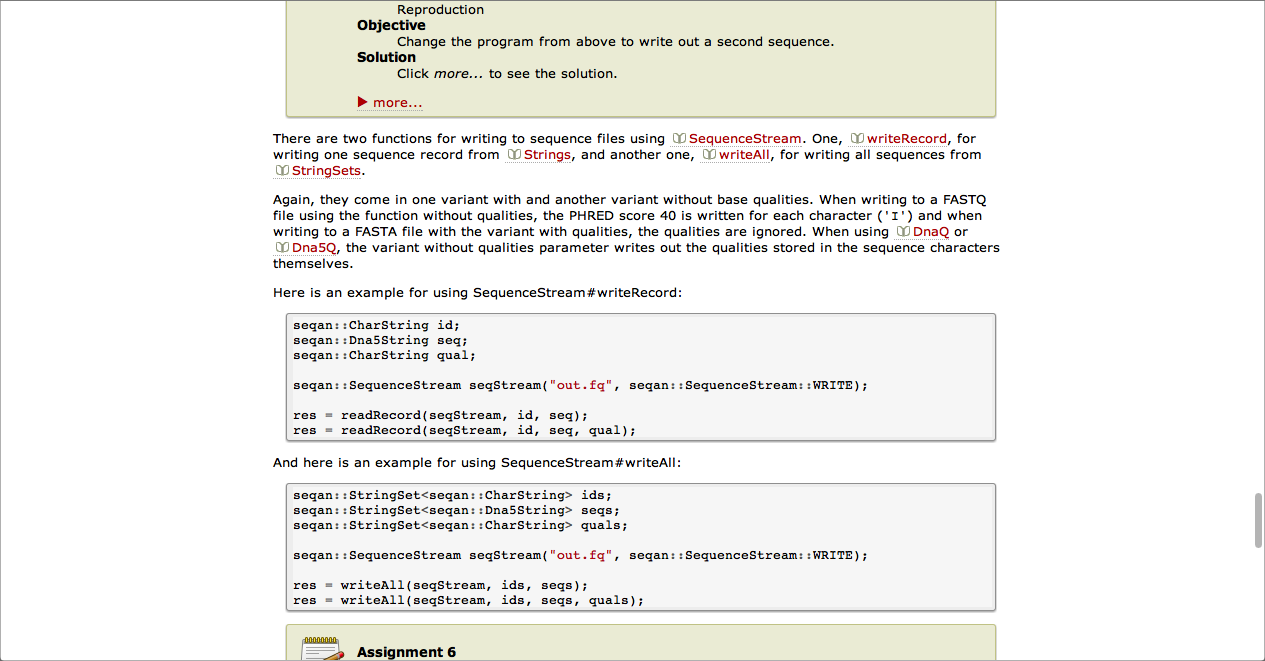 Reproduction
Objective
Change the program from above to write out a second sequence.
Solution
Click more... to see the solution.
more...
There are two functions for writing to sequence files using SequenceStream. One, writeRecord, for
writing one sequence record from Strings, and another one, writeAll, for writing all sequences from
StringSets.
Again, they come in one variant with and another variant without base qualities. When writing to a FASTQ
file using the function without qualities, the PHRED score 40 is written for each character ('I') and when
writing to a FASTA file with the variant with qualities, the qualities are ignored. When using DnaQ or
Dna5Q, the variant without qualities parameter writes out the qualities stored in the sequence characters
themselves.
Here is an example for using SequenceStream#writeRecord:
seqan::CharString id;
seqan::Dna5String seq;
seqan::CharString qual;
seqan::SequenceStream seqStream("out.fq", seqan::SequenceStream::WRITE);
res = readRecord(seqStream, id, seq);
res = readRecord(seqStream, id, seq, qual);
And here is an example for using SequenceStream#writeAll:
seqan::StringSet<seqan::CharString> ids;
seqan::StringSet<seqan::Dna5String> seqs;
seqan::StringSet<seqan::CharString> quals;
seqan::SequenceStream seqStream("out.fq", seqan::SequenceStream::WRITE);
res = writeAll(seqStream, ids, seqs);
res = writeAll(seqStream, ids, seqs, quals);
Assignment 6